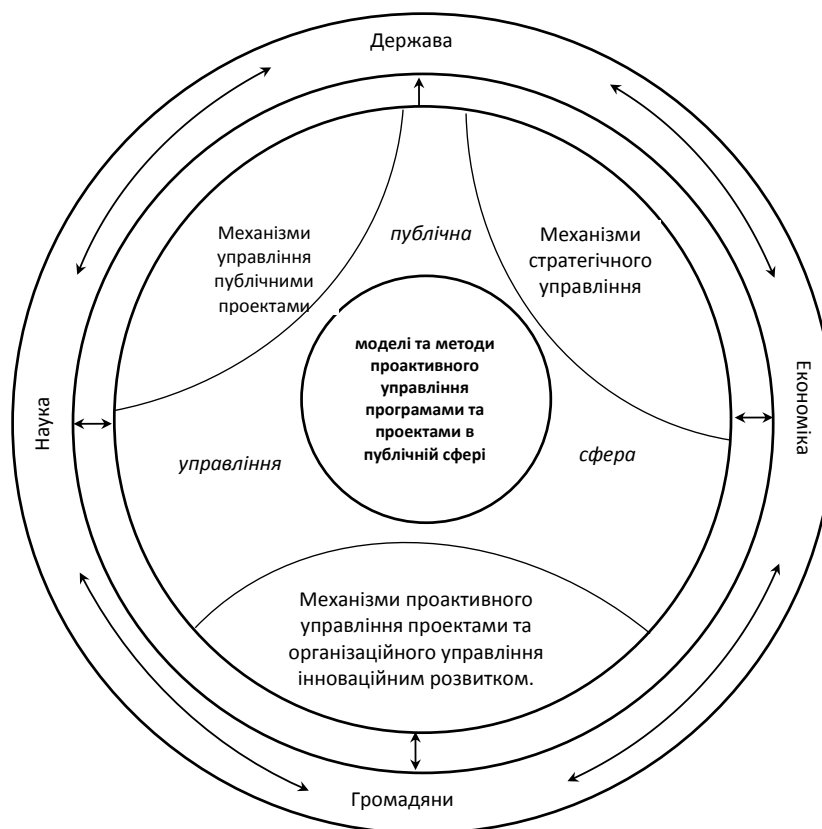 Держава
Механізми
управління
публічними
проектами
публічна
Механізми
стратегічного
управління
Наука
моделі та методи
проактивного
управління
програмами та
проектами в
публічній сфері
Економіка
управління
сфера
Механізми проактивного
управління проектами та
організаційного управління
інноваційним розвитком.
Громадяни